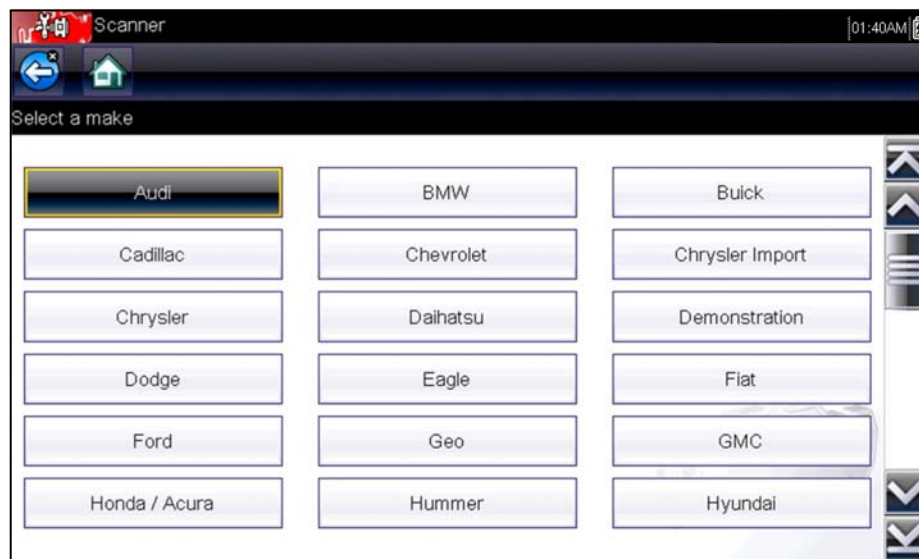 Scanner 01:40AM
Select a make
Audi BMW Buick
Cadillac Chevrolet Chrysler Import
Chrysler Daihatsu Demonstration
Dodge Eagle Fiat
Ford Geo GMC
Honda / Acura Hummer Hyundai